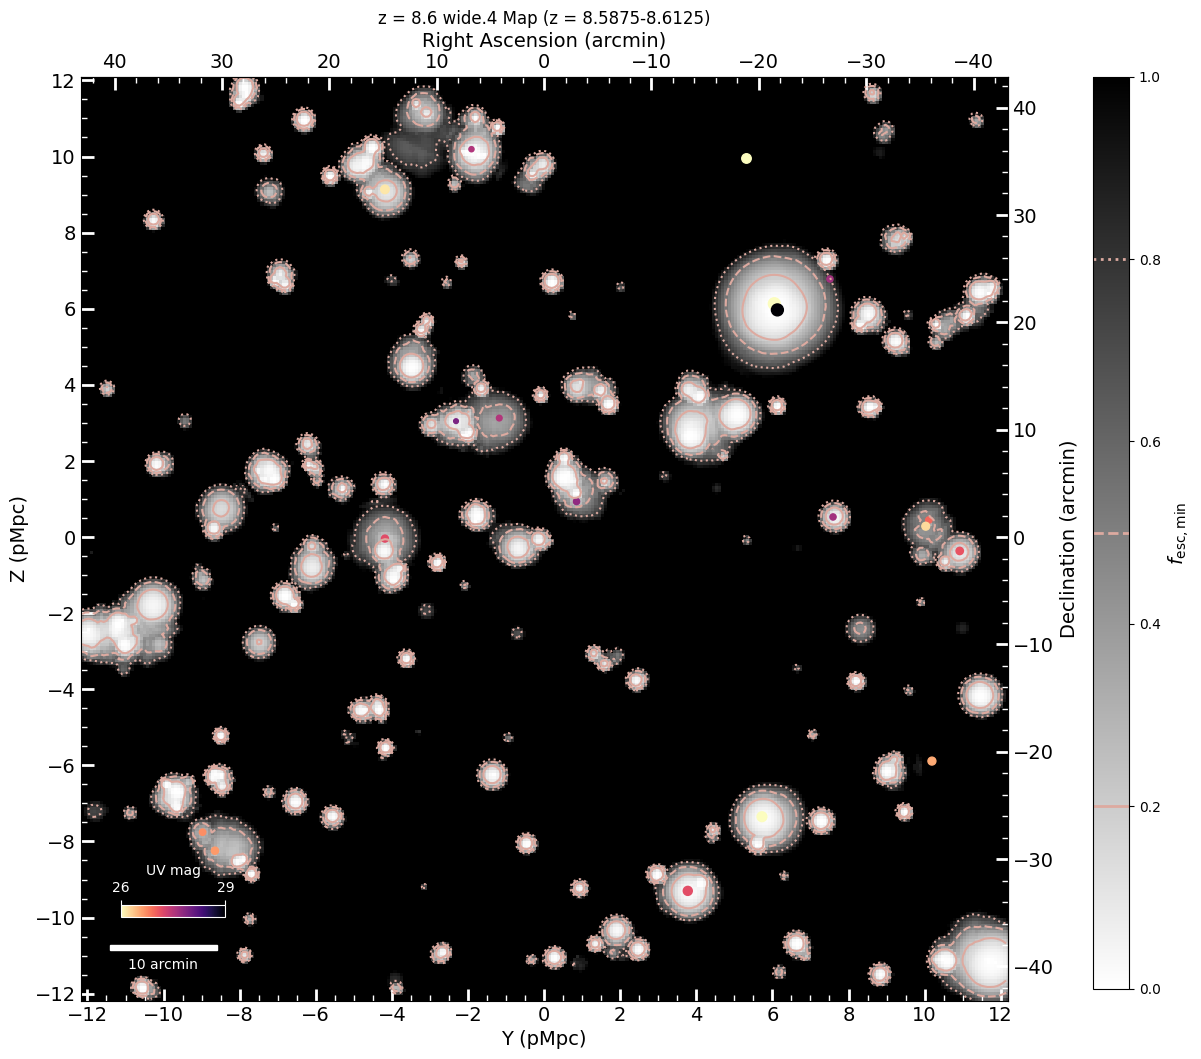 z = 8.6 wide.4 Map (z = 8.5875-8.6125)
Right Ascension (arcmin)
40 30 20 10 0 −10 −20 −30 −40
12
10
8
6
4
2
0
−2
−4
−6
−8
−10
−12
Z (pMpc)
−12 −10 −8 −6 −4 −2 0 2 4 6 8 10 12
Y (pMpc)
40
30
20
10
0
−10
−20
−30
−40
Declination (arcmin)
UV mag
26 29
10 arcmin
1.0
0.8
0.6
0.4
0.2
0.0
fesc,min